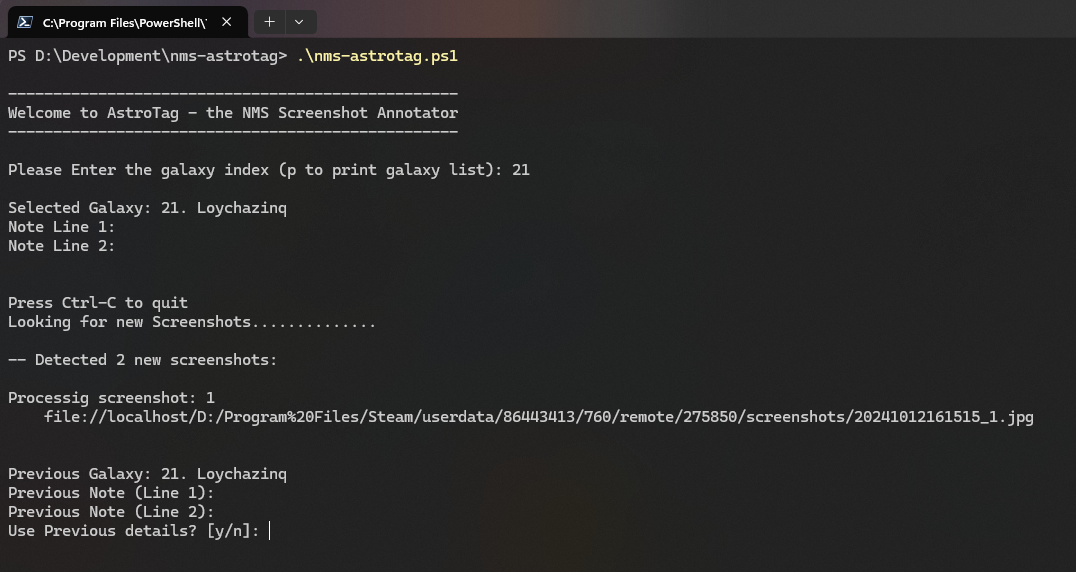 C:\Program Files\PowerShell\
PS D:\Development\nms-astrotag> .\nms-astrotag.ps1
--------------------------------------------------
Welcome to AstroTag - the NMS Screenshot Annotator
--------------------------------------------------
Please Enter the galaxy index (p to print galaxy list): 21
Selected Galaxy: 21. Loychazinq
Note Line 1:
Note Line 2:
Press Ctrl-C to quit
Looking for new Screenshots..............
-- Detected 2 new screenshots:
Processig screenshot: 1
file://localhost/D:/Program%20Files/Steam/userdata/86443413/760/remote/275850/screenshots/20241012161515_1.jpg
Previous Galaxy: 21. Loychazinq
Previous Note (Line 1):
Previous Note (Line 2):
Use Previous details? [y/n]: